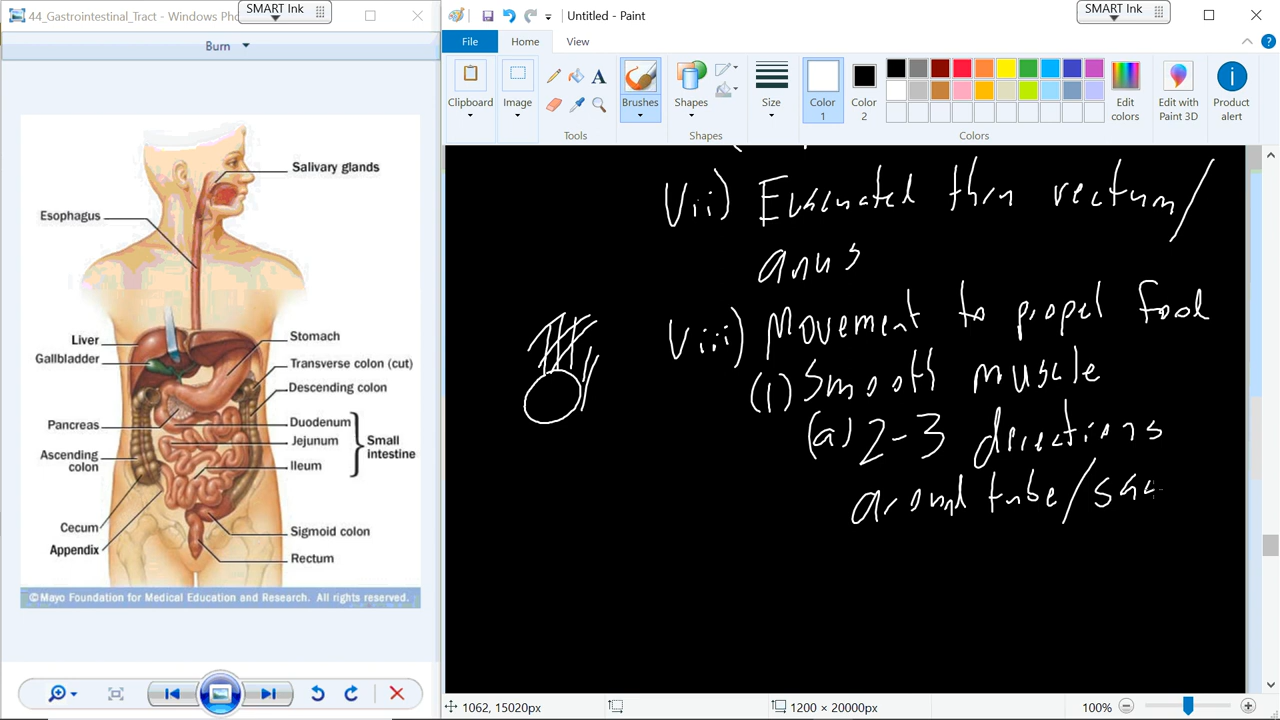 44_Gastrointestinal_Tract - Windows Pho
SMART Ink
Burn
Salivary glands
Esophagus
Liver
Gallbladder
Stomach
Transverse colon (cut)
Descending colon
Pancreas
Duodenum
Jejunum
Small
intestine
Ascending
colon
Ileum
Cecum
Appendix
Sigmoid colon
Rectum
©Mayo Foundation for Medical Education and Research. All rights reserved.
Untitled - Paint
SMART Ink
File
Home
View
Clipboard
Image
Tools
Brushes
Shapes
Shapes
Size
Color
1
Color
2
Edit
colors
Colors
Edit with
Paint 3D
Product
alert
vii) Evacuated thru rectum/
anus
viii) Movement to propel food
(1) Smooth muscle
(a) 2-3 directions
around tube/sac
1062, 15020px
1200 × 20000px
100%